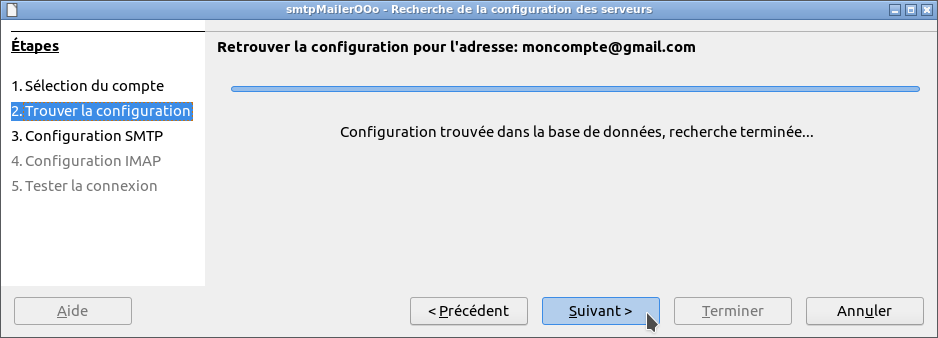 smtpMailerOOo - Recherche de la configuration des serveurs
Étapes
1. Sélection du compte
2. Trouver la configuration
3. Configuration SMTP
4. Configuration IMAP
5. Tester la connexion
Retrouver la configuration pour l'adresse: moncompte@gmail.com
Configuration trouvée dans la base de données, recherche terminée...
Aide
< Précédent
Suivant >
Terminer
Annuler